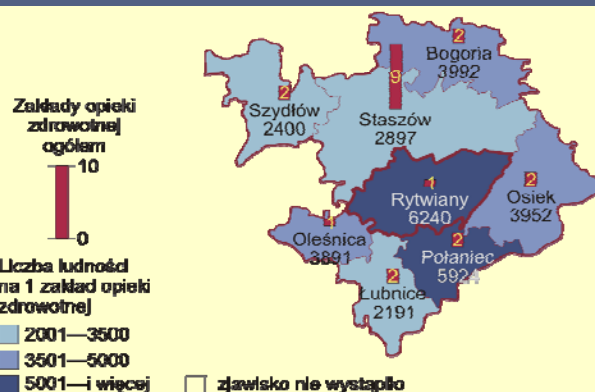 Zakłady opieki
zdrowotnej
ogółem
10
0
Liczba ludności
na 1 zakład opieki
zdrowotnej
2001—3500
3501—5000
5001—i więcej
zjawisko nie wystąpiło
2
Bogoria
3992
9
Staszów
2897
2
Szydłów
2400
1
Rytwiany
6240
2
Osiek
3952
1
Oleśnica
3891
2
Połaniec
5924
2
Łubnice
2191